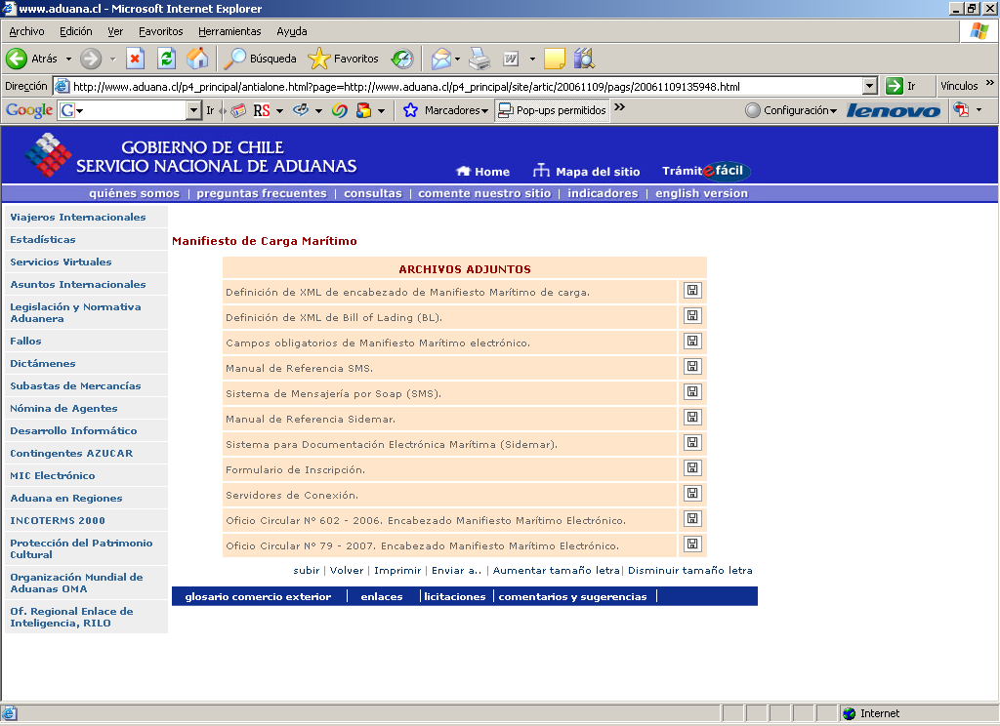 www.aduana.cl - Microsoft Internet Explorer
Archivo Edición Ver Favoritos Herramientas Ayuda
Atrás Búsqueda Favoritos
Dirección http://www.aduana.cl/p4_principal/antialone.html?page=http://www.aduana.cl/p4_principal/site/artic/20061109/pags/20061109135948.html Ir Vínculos »
Google G Ir RS Marcadores Pop-ups permitidos » Configuración lenovo
GOBIERNO DE CHILE
SERVICIO NACIONAL DE ADUANAS
Home Mapa del sitio Trámite fácil
quiénes somos | preguntas frecuentes | consultas | comente nuestro sitio | indicadores | english version
Viajeros Internacionales
Estadísticas
Servicios Virtuales
Asuntos Internacionales
Legislación y Normativa
Aduanera
Fallos
Dictámenes
Subastas de Mercancías
Nómina de Agentes
Desarrollo Informático
Contingentes AZUCAR
MIC Electrónico
Aduana en Regiones
INCOTERMS 2000
Protección del Patrimonio
Cultural
Organización Mundial de
Aduanas OMA
Of. Regional Enlace de
Inteligencia, RILO
Manifiesto de Carga Marítimo
ARCHIVOS ADJUNTOS
Definición de XML de encabezado de Manifiesto Marítimo de carga.
Definición de XML de Bill of Lading (BL).
Campos obligatorios de Manifiesto Marítimo electrónico.
Manual de Referencia SMS.
Sistema de Mensajería por Soap (SMS).
Manual de Referencia Sidemar.
Sistema para Documentación Electrónica Marítima (Sidemar).
Formulario de Inscripción.
Servidores de Conexión.
Oficio Circular Nº 602 - 2006. Encabezado Manifiesto Marítimo Electrónico.
Oficio Circular Nº 79 - 2007. Encabezado Manifiesto Marítimo Electrónico.
subir | Volver | Imprimir | Enviar a.. | Aumentar tamaño letra| Disminuir tamaño letra
glosario comercio exterior | enlaces | licitaciones | comentarios y sugerencias |
Internet